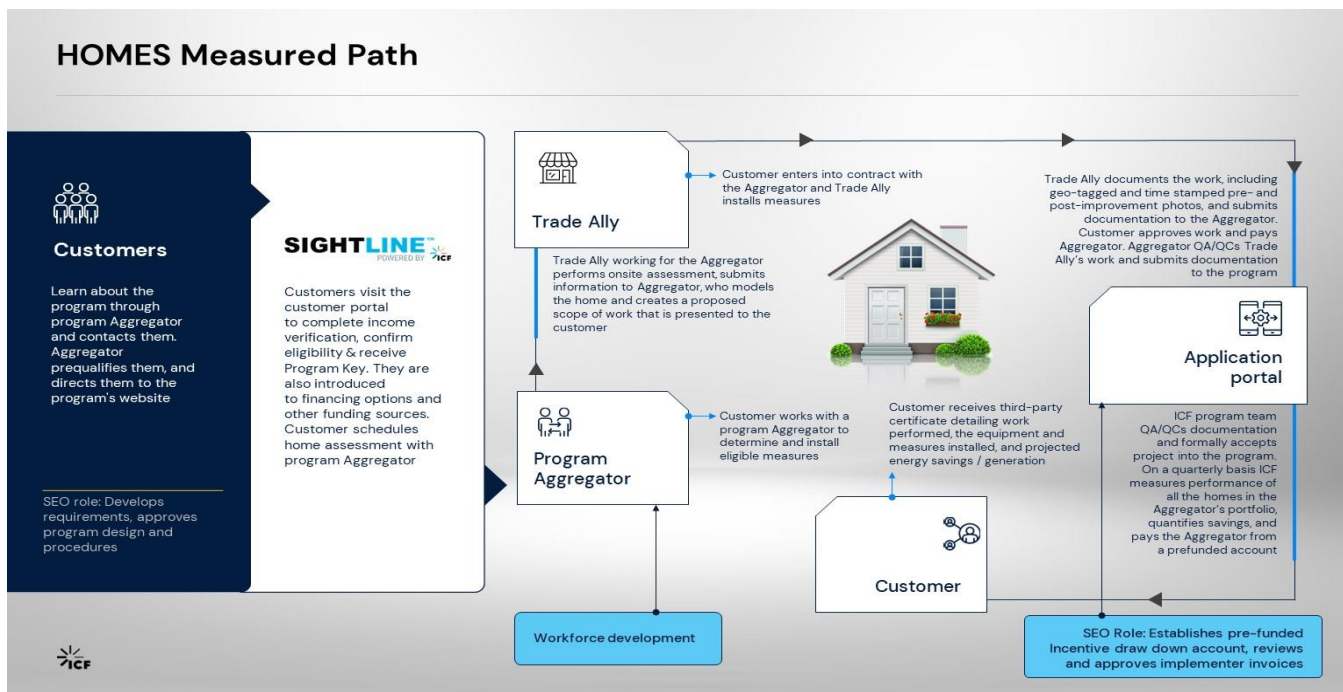 HOMES Measured Path
Customers
Learn about the
program through
program Aggregator
and contacts them.
Aggregator
prequalifies them, and
directs them to the
program's website
SEO role: Develops
requirements, approves
program design and
procedures
SIGHTLINE™
POWERED BY ICF
Customers visit the
customer portal
to complete income
verification, confirm
eligibility & receive
Program Key. They are
also introduced
to financing options and
other funding sources.
Customer schedules
home assessment with
program Aggregator
Trade Ally
Customer enters into contract with
the Aggregator and Trade Ally
installs measures
Trade Ally working for the Aggregator
performs onsite assessment, submits
information to Aggregator, who models
the home and creates a proposed
scope of work that is presented to the
customer
Program
Aggregator
Customer works with a
program Aggregator to
determine and install
eligible measures
Workforce development
Trade Ally documents the work, including
geo-tagged and time stamped pre- and
post-improvement photos, and submits
documentation to the Aggregator.
Customer approves work and pays
Aggregator. Aggregator QA/QCs Trade
Ally's work and submits documentation
to the program
Application
portal
ICF program team
QA/QCs documentation
and formally accepts
project into the program.
On a quarterly basis ICF
measures performance of
all the homes in the
Aggregator's portfolio,
quantifies savings, and
pays the Aggregator from
a prefunded account
Customer receives third-party
certificate detailing work
performed, the equipment and
measures installed, and projected
energy savings / generation
Customer
SEO Role: Establishes pre-funded
Incentive draw down account, reviews
and approves implementer invoices
ICF